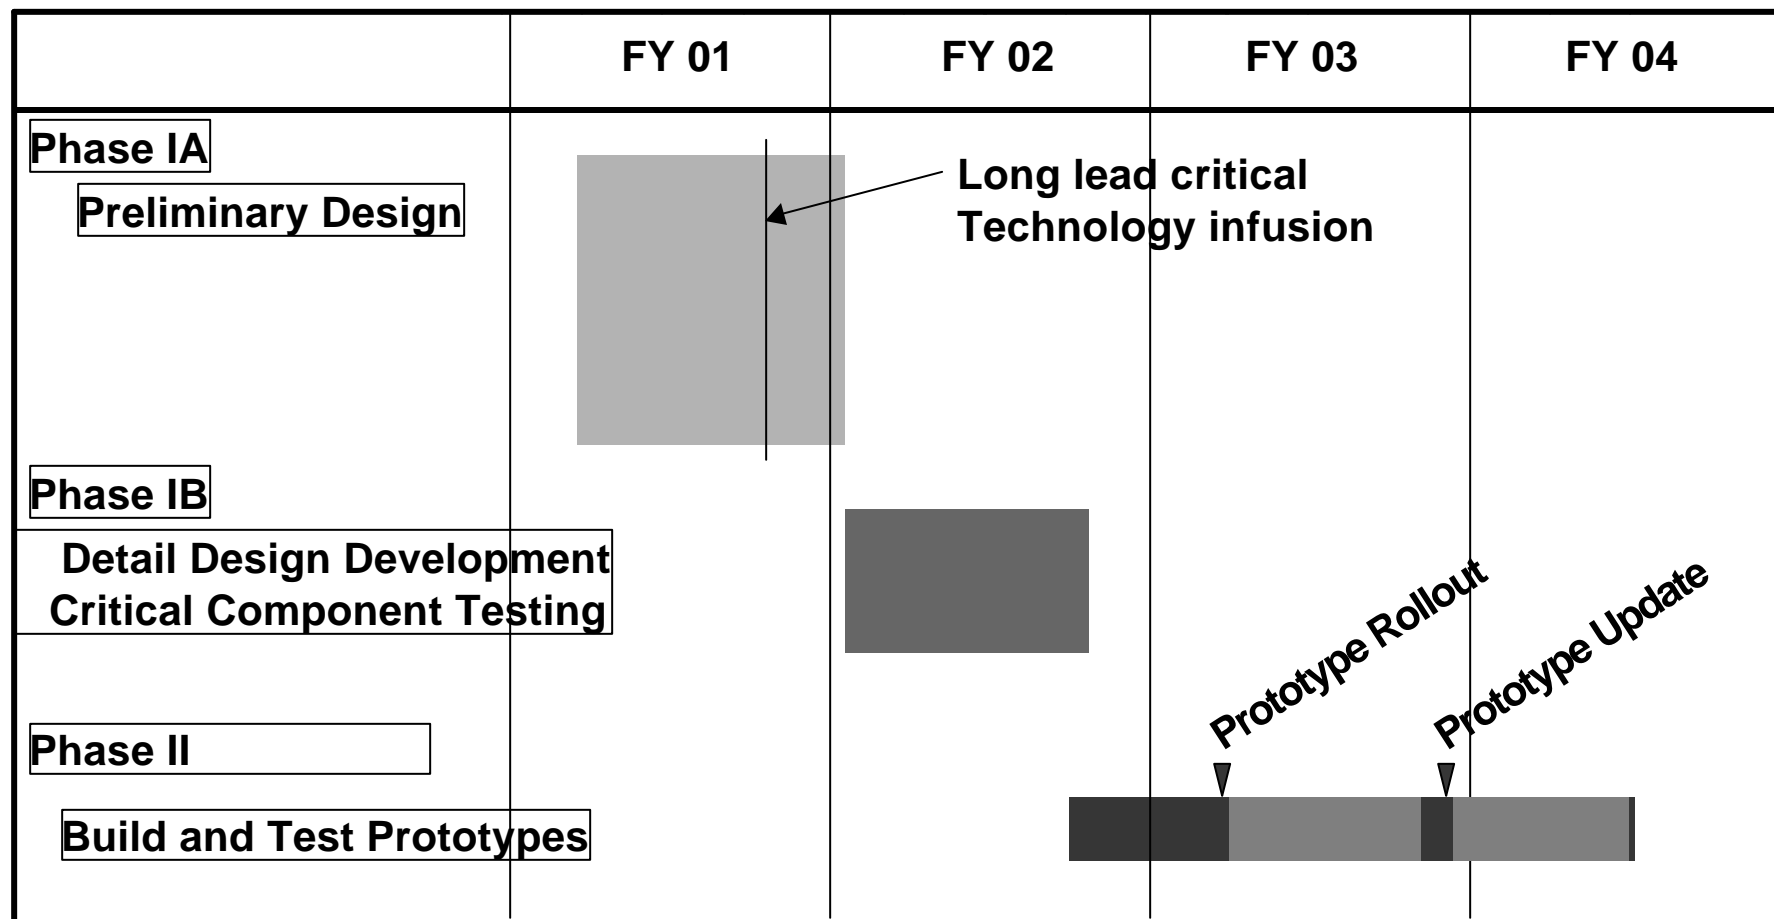 FY 01
FY 02
FY 03
FY 04
Phase IA
Preliminary Design
Long lead critical
Technology infusion
Phase IB
Detail Design Development
Critical Component Testing
Prototype Rollout
Prototype Update
Phase II
Build and Test Prototypes